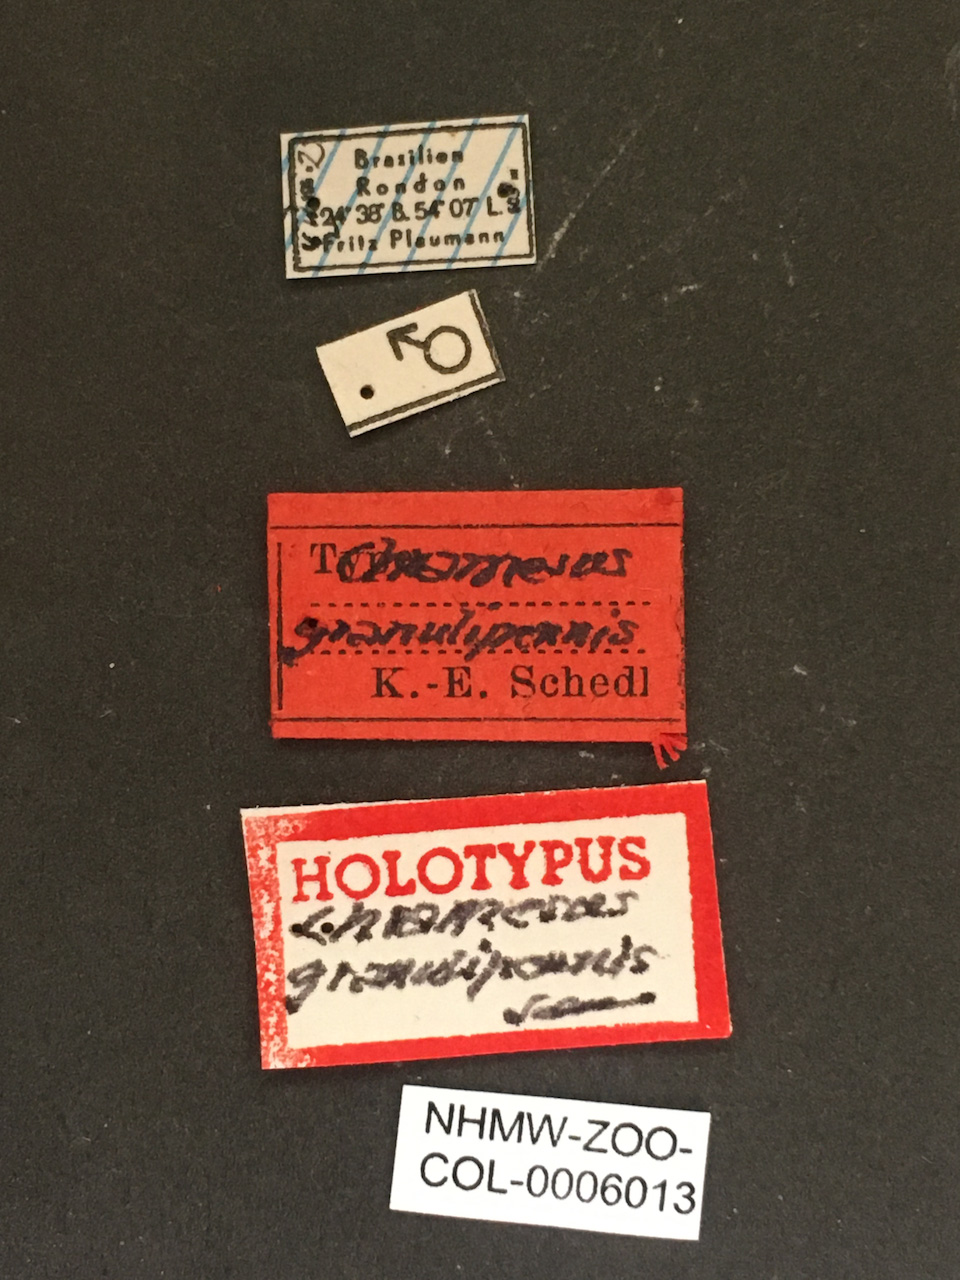 Brasilien
Rondon
24° 38' B. 54° 07' L.
Fritz Plaumann
♂
Chramesus
granulipennis
K.-E. Schedl
HOLOTYPUS
Chramesus
granulipennis
NHMW-ZOO-
COL-0006013